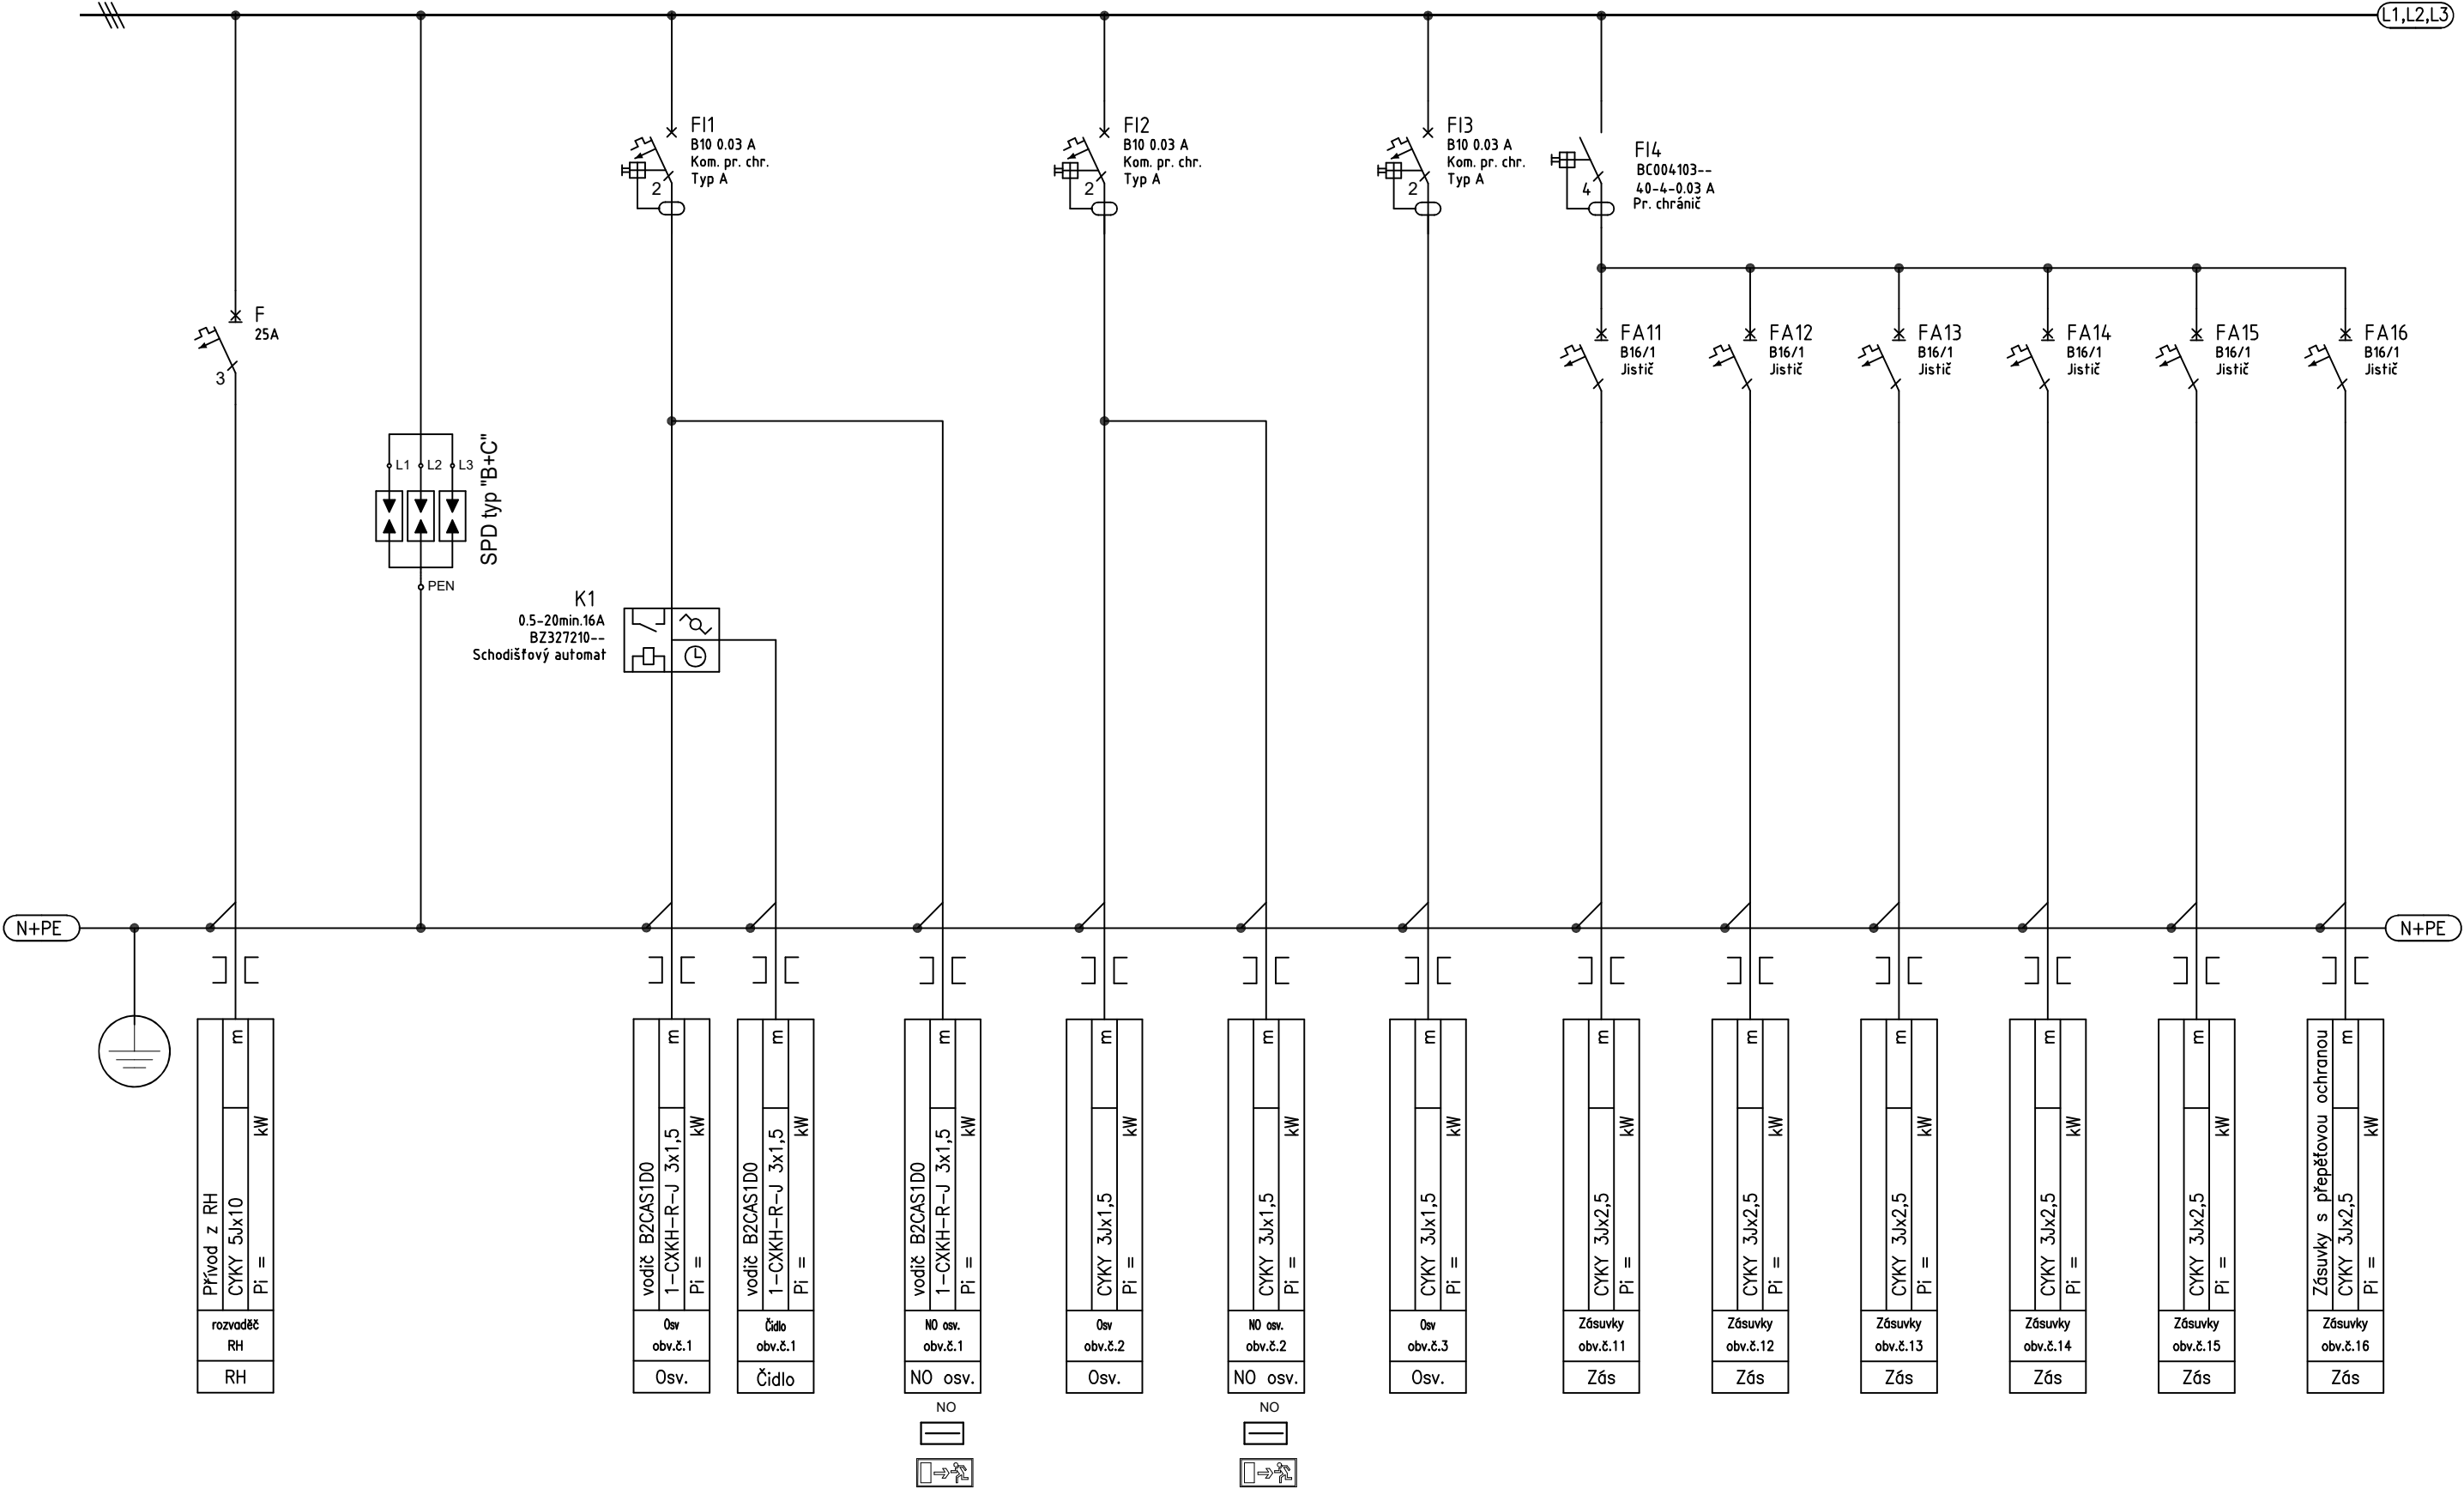 L1,L2,L3
FI1
B10 0.03 A
Kom. pr. chr.
Typ A
2
FI2
B10 0.03 A
Kom. pr. chr.
Typ A
2
FI3
B10 0.03 A
Kom. pr. chr.
Typ A
2
FI4
BC004103--
40-4-0.03 A
Pr. chránič
4
F
25A
3
FA11
B16/1
Jistič
FA12
B16/1
Jistič
FA13
B16/1
Jistič
FA14
B16/1
Jistič
FA15
B16/1
Jistič
FA16
B16/1
Jistič
L1
L2
L3
SPD typ "B+C"
PEN
K1
0.5-20min.16A
BZ327210--
Schodišťový automat
N+PE
N+PE
Přívod z RH
CYKY 5Jx10
m
Pi =
kW
rozvaděč
RH
RH
vodič B2CAS1D0
1-CXKH-R-J 3x1,5
m
Pi =
kW
Osv
obv.č.1
Osv.
vodič B2CAS1D0
1-CXKH-R-J 3x1,5
m
Pi =
kW
Čidlo
obv.č.1
Čidlo
vodič B2CAS1D0
1-CXKH-R-J 3x1,5
m
Pi =
kW
NO osv.
obv.č.1
NO osv.
NO
CYKY 3Jx1,5
m
Pi =
kW
Osv
obv.č.2
Osv.
CYKY 3Jx1,5
m
Pi =
kW
NO osv.
obv.č.2
NO osv.
NO
CYKY 3Jx1,5
m
Pi =
kW
Osv
obv.č.3
Osv.
CYKY 3Jx2,5
m
Pi =
kW
Zásuvky
obv.č.11
Zás
CYKY 3Jx2,5
m
Pi =
kW
Zásuvky
obv.č.12
Zás
CYKY 3Jx2,5
m
Pi =
kW
Zásuvky
obv.č.13
Zás
CYKY 3Jx2,5
m
Pi =
kW
Zásuvky
obv.č.14
Zás
CYKY 3Jx2,5
m
Pi =
kW
Zásuvky
obv.č.15
Zás
Zásuvky s přepěťovou ochranou
CYKY 3Jx2,5
m
Pi =
kW
Zásuvky
obv.č.16
Zás